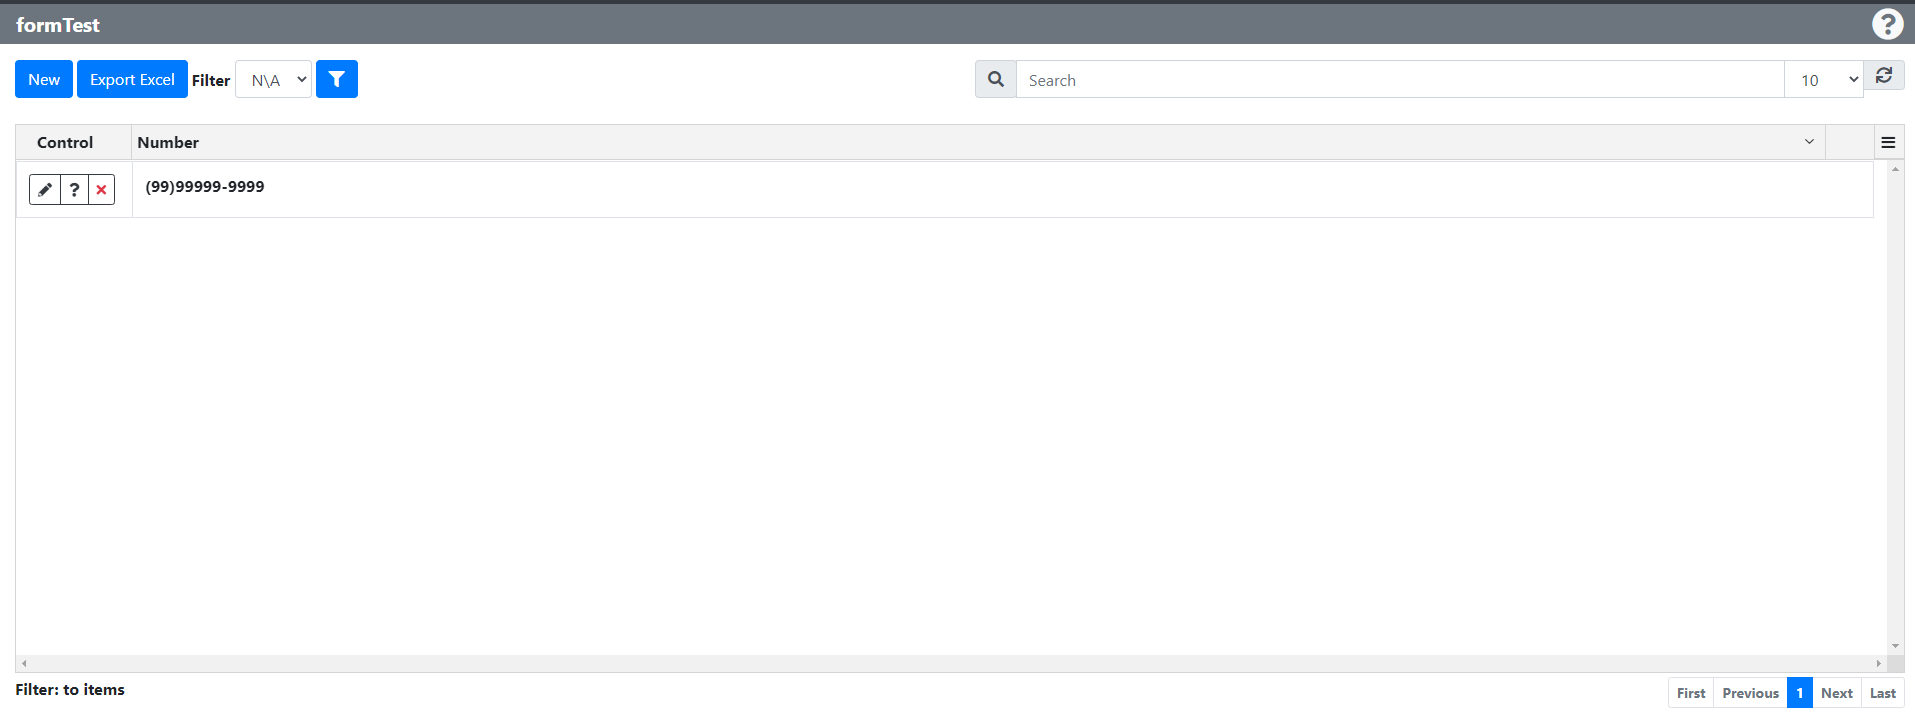 formTest
New Export Excel Filter N\A Search 10
Control Number
? (99)99999-9999
Filter: to items
First Previous 1 Next Last